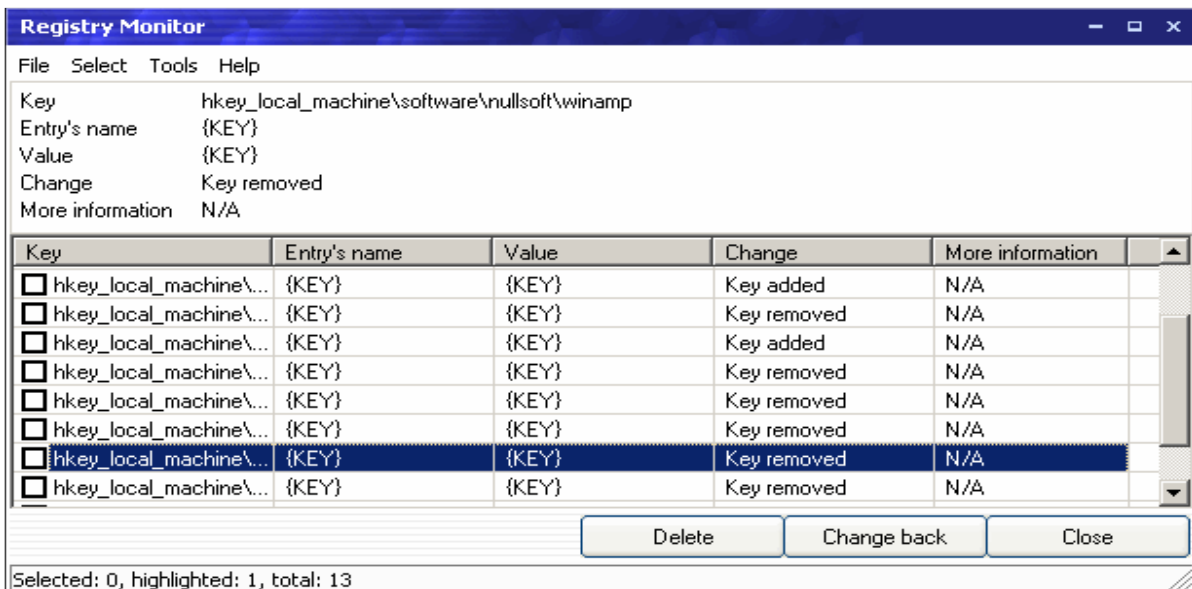 Registry Monitor
File Select Tools Help
Key hkey_local_machine\software\nullsoft\winamp
Entry's name {KEY}
Value {KEY}
Change Key removed
More information N/A
Key Entry's name Value Change More information
hkey_local_machine\... {KEY} {KEY} Key added N/A
hkey_local_machine\... {KEY} {KEY} Key removed N/A
hkey_local_machine\... {KEY} {KEY} Key added N/A
hkey_local_machine\... {KEY} {KEY} Key removed N/A
hkey_local_machine\... {KEY} {KEY} Key removed N/A
hkey_local_machine\... {KEY} {KEY} Key removed N/A
hkey_local_machine\... {KEY} {KEY} Key removed N/A
hkey_local_machine\... {KEY} {KEY} Key removed N/A
Delete Change back Close
Selected: 0, highlighted: 1, total: 13